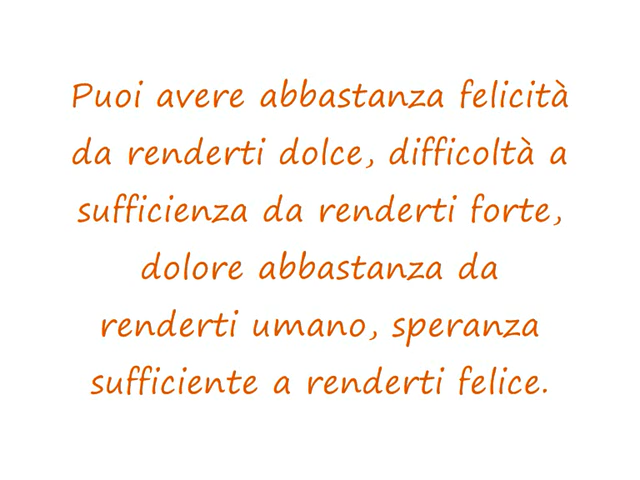 Puoi avere abbastanza felicità
da renderti dolce, difficoltà a
sufficienza da renderti forte,
dolore abbastanza da
renderti umano, speranza
sufficiente a renderti felice.